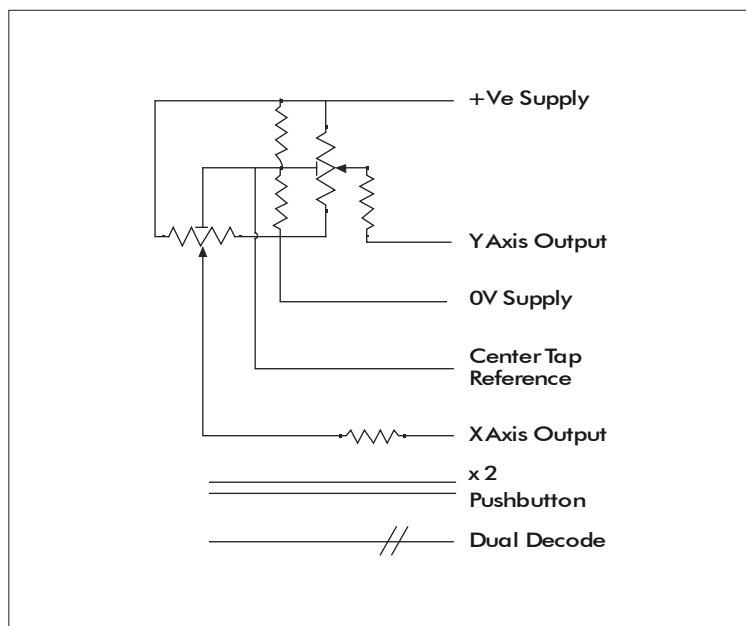 +Ve Supply
Y Axis Output
0V Supply
Center Tap
Reference
X Axis Output
x 2
Pushbutton
Dual Decode